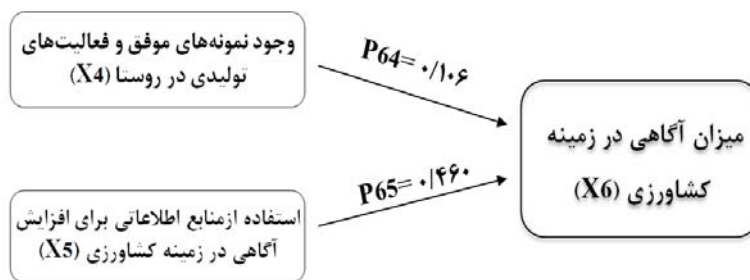 وجود نمونه‌های موفق و فعالیت‌های
تولیدی در روستا (X4)
P64= ۰/۱۰۶
میزان آگاهی در زمینه
کشاورزی (X6)
P65= ۰/۴۶۰
استفاده ازمنابع اطلاعاتی برای افزایش
آگاهی در زمینه کشاورزی (X5)